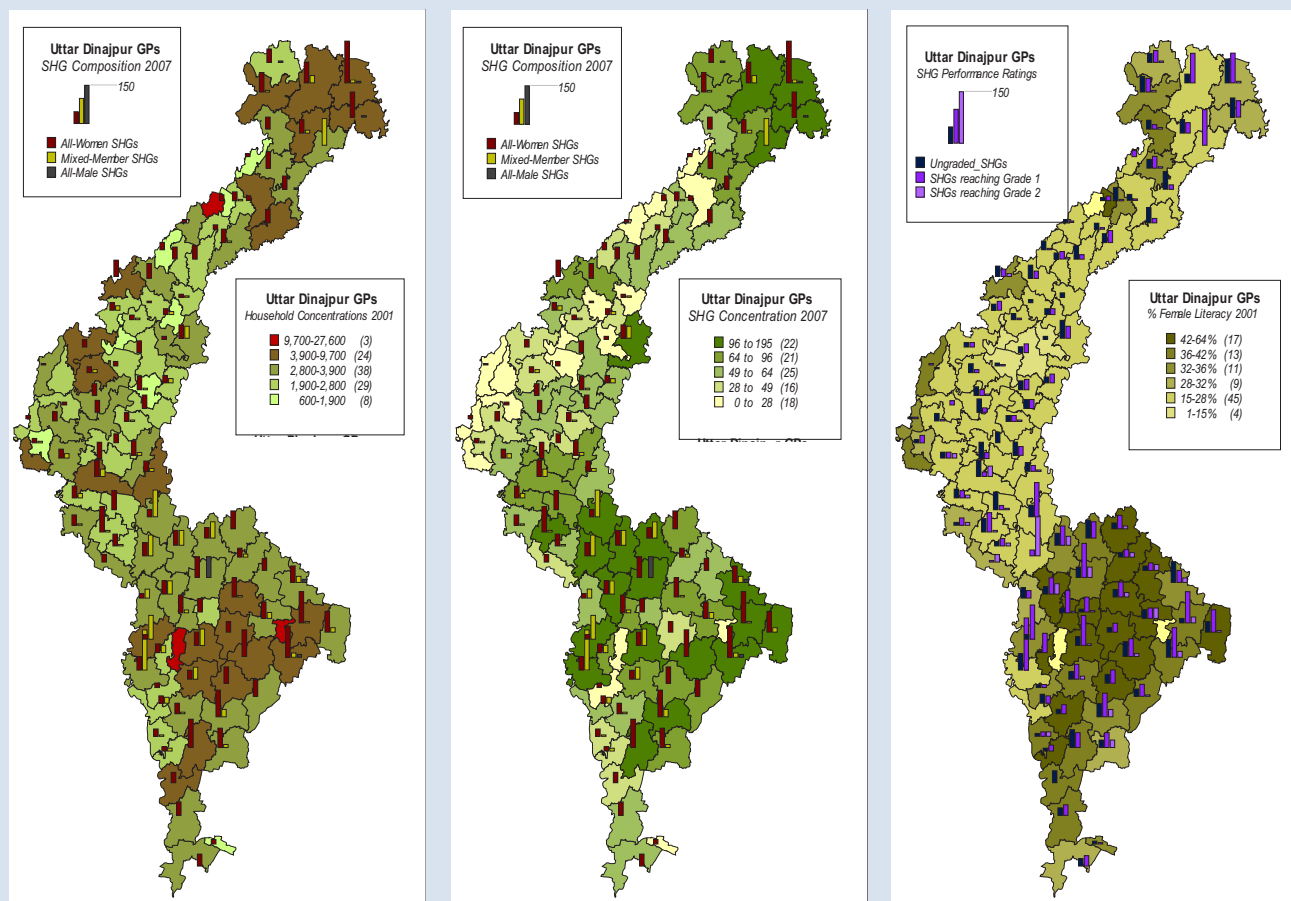 Uttar Dinajpur GPs
SHG Composition 2007
150
All-Women SHGs
Mixed-Member SHGs
All-Male SHGs
Uttar Dinajpur GPs
Household Concentrations 2001
9,700-27,600 (3)
3,900-9,700 (24)
2,800-3,900 (38)
1,900-2,800 (29)
600-1,900 (8)
Uttar Dinajpur GPs
SHG Composition 2007
150
All-Women SHGs
Mixed-Member SHGs
All-Male SHGs
Uttar Dinajpur GPs
SHG Concentration 2007
96 to 195 (22)
64 to 96 (21)
49 to 64 (25)
28 to 49 (16)
0 to 28 (18)
Uttar Dinajpur GPs
SHG Performance Ratings
150
Ungraded_SHGs
SHGs reaching Grade 1
SHGs reaching Grade 2
Uttar Dinajpur GPs
% Female Literacy 2001
42-64% (17)
36-42% (13)
32-36% (11)
28-32% (9)
15-28% (45)
1-15% (4)